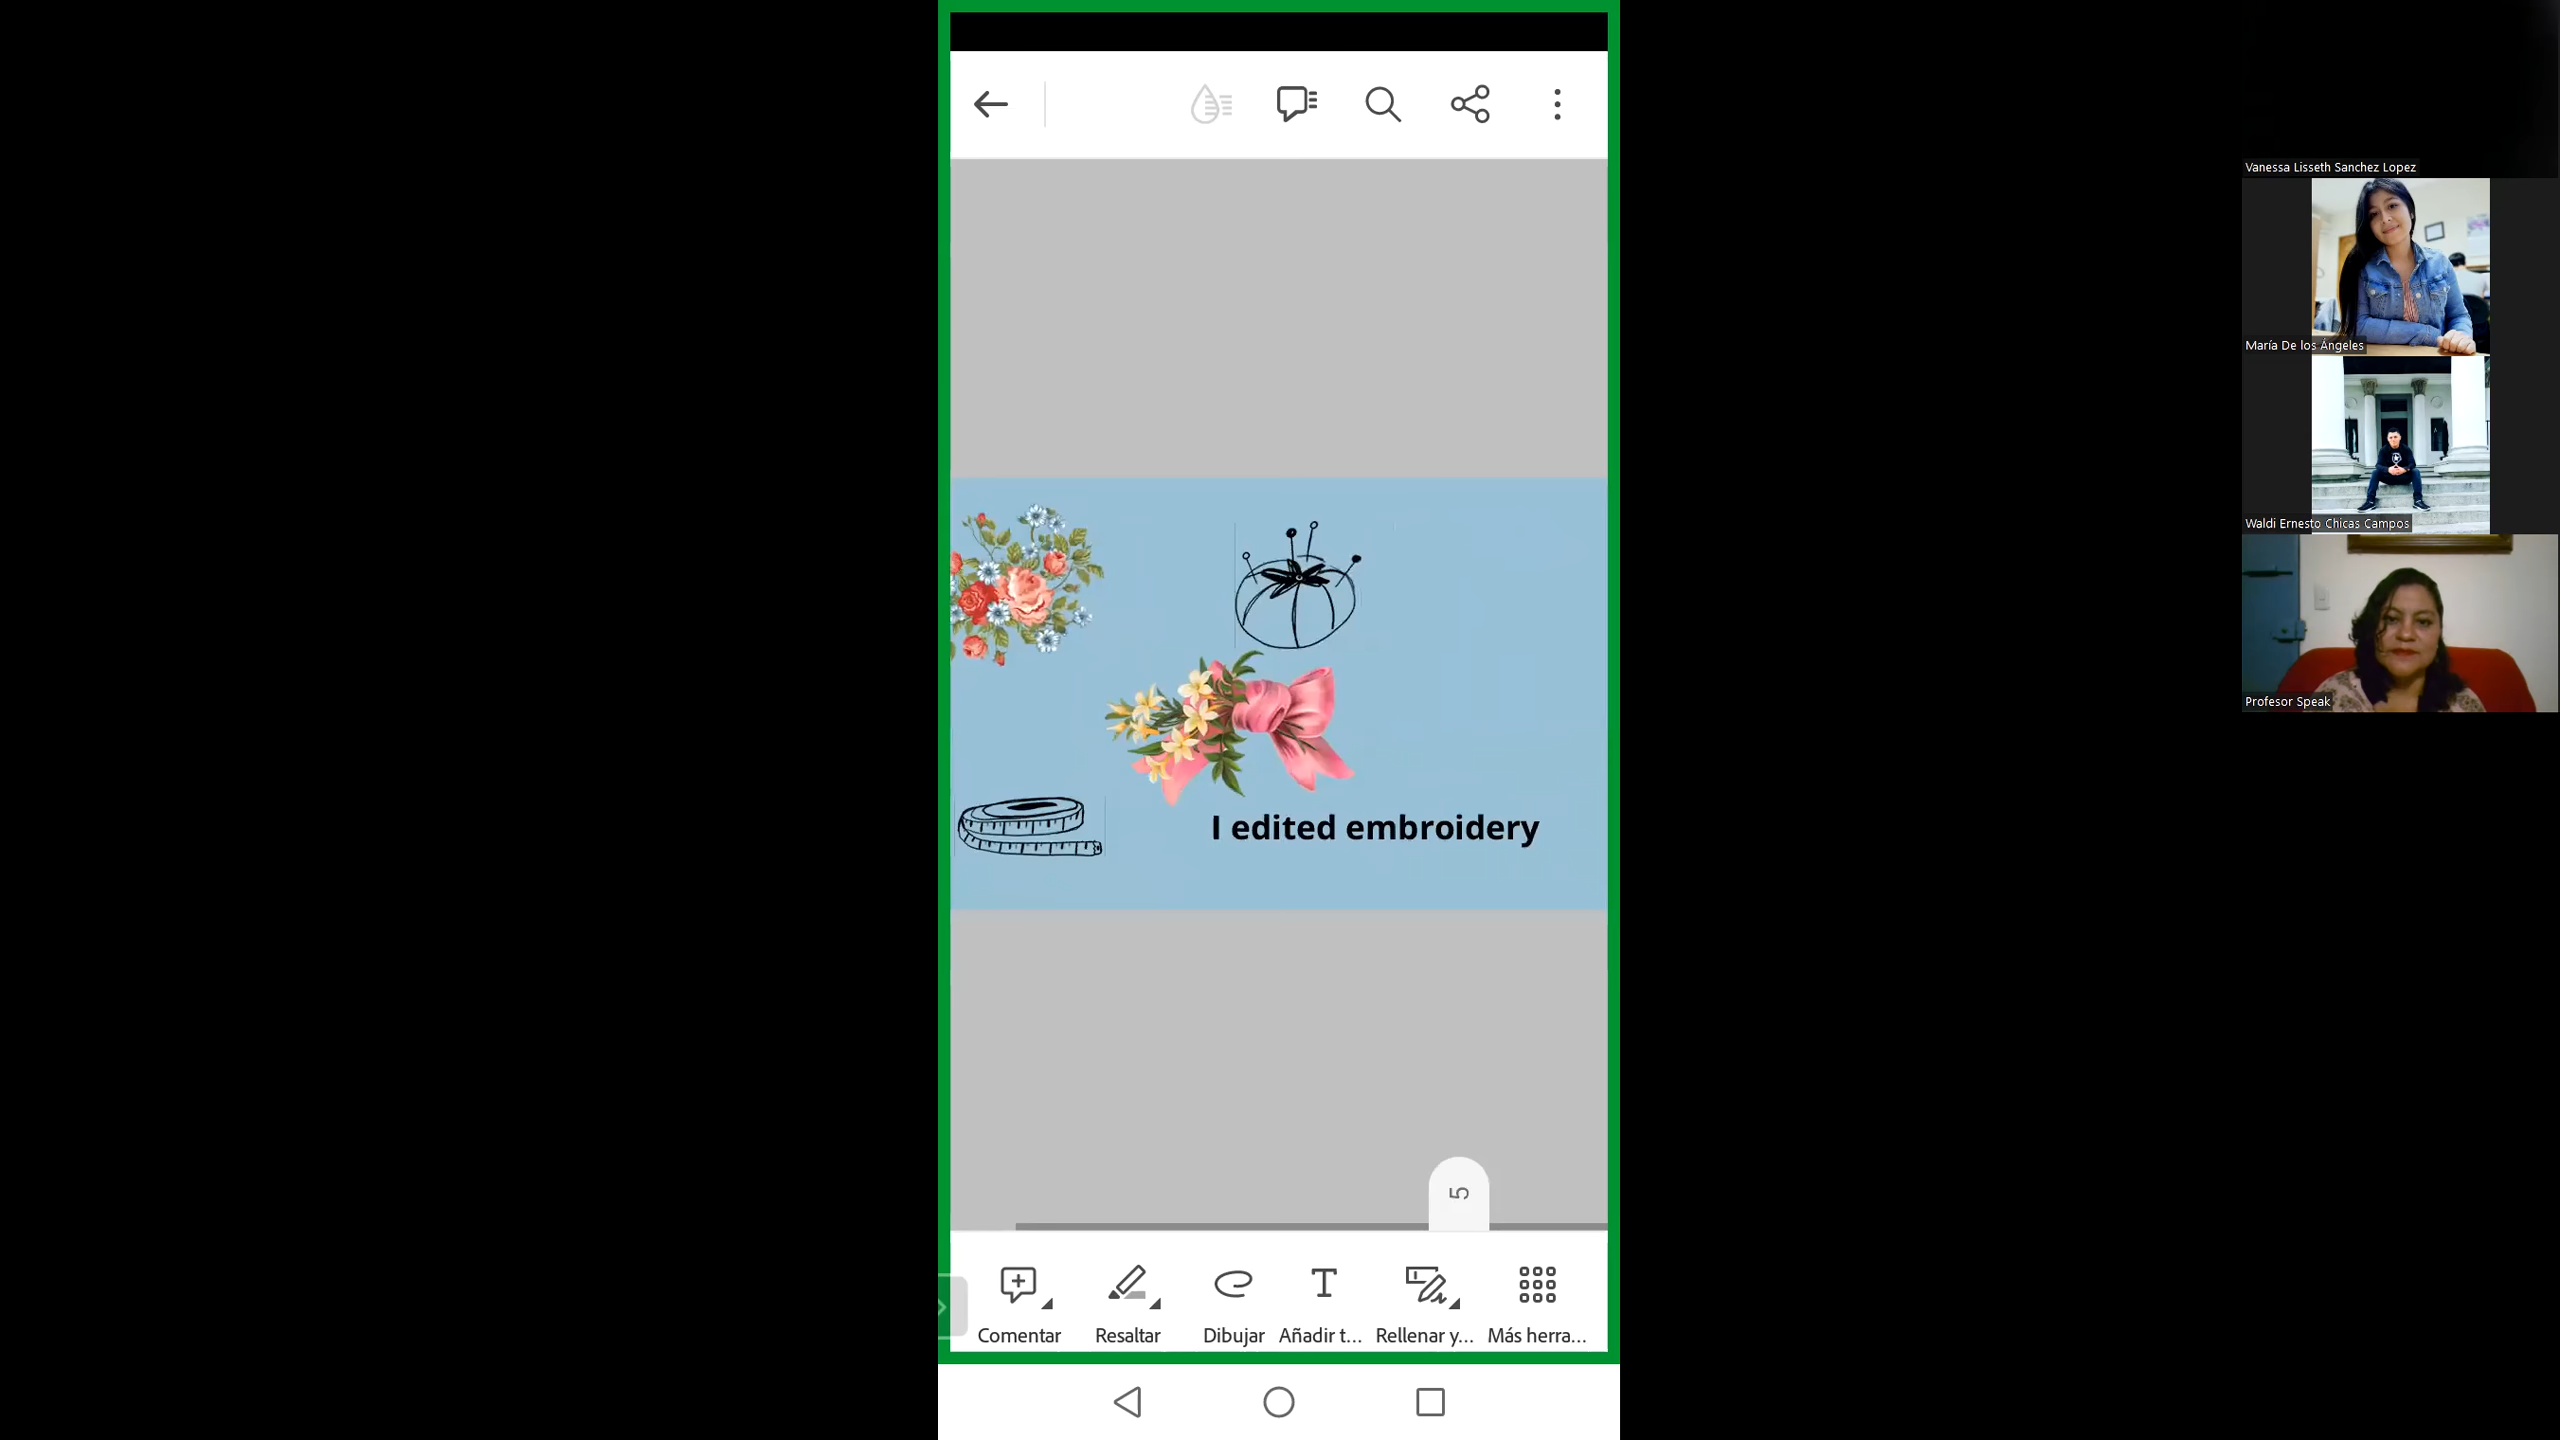 Vanessa Lisseth Sanchez Lopez
María De los Ángeles
Waldi Ernesto Chicas Campos
Profesor Speak
I edited embroidery
5
Comentar
Resaltar
Dibujar
Añadir t...
Rellenar y...
Más herra...